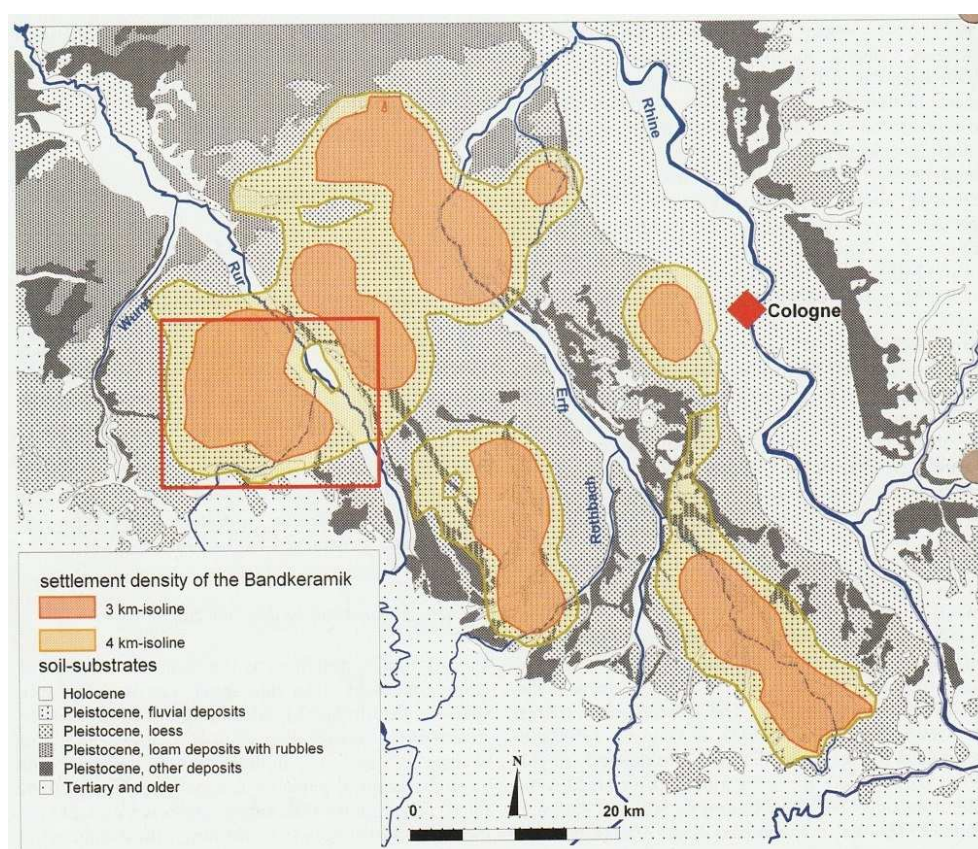 Rhine
Rur
Wurm
Cologne
Erft
Rothbach
settlement density of the Bandkeramik
3 km-isoline
4 km-isoline
soil-substrates
Holocene
Pleistocene, fluvial deposits
Pleistocene, loess
Pleistocene, loam deposits with rubbles
Pleistocene, other deposits
Tertiary and older
N
0 20 km